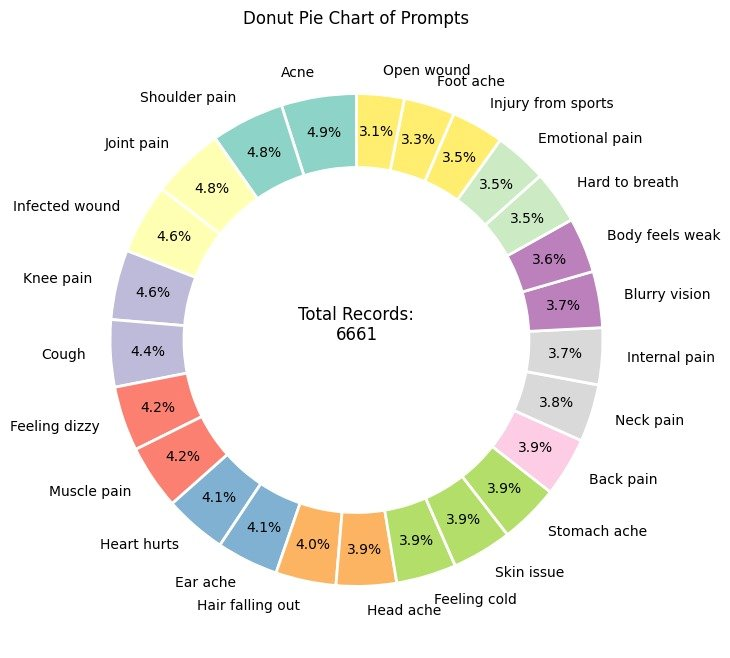 Donut Pie Chart of Prompts
Acne
4.9%
Shoulder pain
4.8%
Joint pain
4.8%
Infected wound
4.6%
Knee pain
4.6%
Cough
4.4%
Feeling dizzy
4.2%
Muscle pain
4.2%
Heart hurts
4.1%
Ear ache
4.1%
Hair falling out
4.0%
Head ache
3.9%
Feeling cold
3.9%
Skin issue
3.9%
Stomach ache
3.9%
Back pain
3.9%
Neck pain
3.8%
Internal pain
3.7%
Blurry vision
3.7%
Body feels weak
3.6%
Hard to breath
3.5%
Emotional pain
3.5%
Injury from sports
3.5%
Foot ache
3.3%
Open wound
3.1%
Total Records:
6661